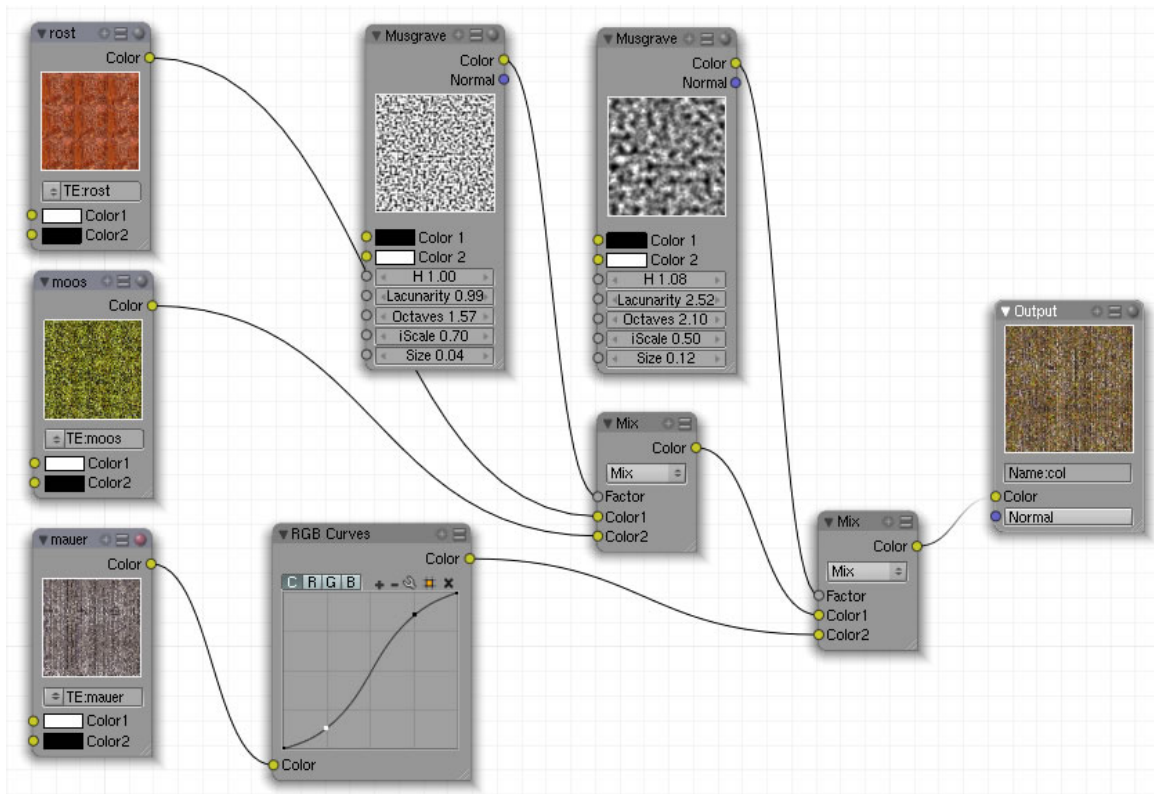 rost
Color
TE:rost
Color1
Color2
moos
Color
TE:moos
Color1
Color2
mauer
Color
TE:mauer
Color1
Color2
Musgrave
Color
Normal
Color 1
Color 2
H 1.00
Lacunarity 0.99
Octaves 1.57
iScale 0.70
Size 0.04
Musgrave
Color
Normal
Color 1
Color 2
H 1.08
Lacunarity 2.52
Octaves 2.10
iScale 0.50
Size 0.12
RGB Curves
Color
C R G B
Color
Mix
Color
Mix
Factor
Color1
Color2
Mix
Color
Mix
Factor
Color1
Color2
Output
Name:col
Color
Normal